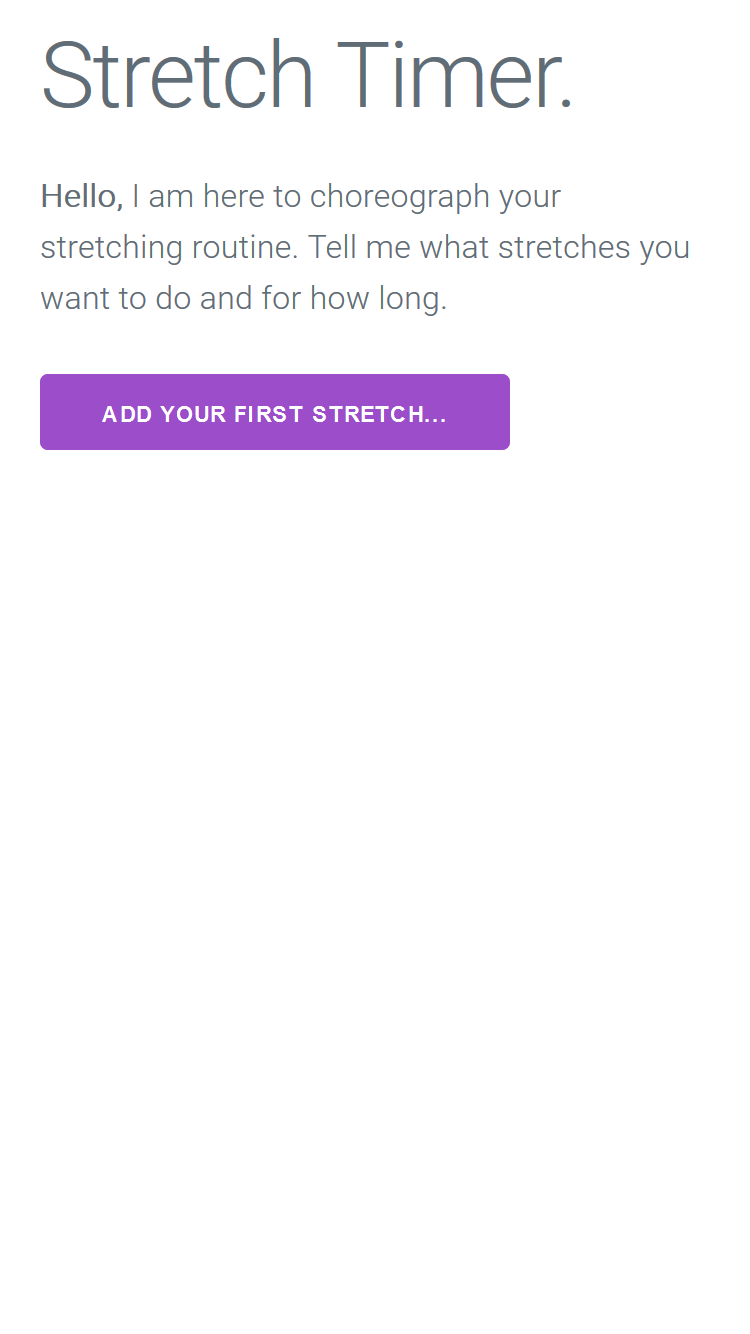 Stretch Timer.
Hello, I am here to choreograph your
stretching routine. Tell me what stretches you
want to do and for how long.
ADD YOUR FIRST STRETCH...